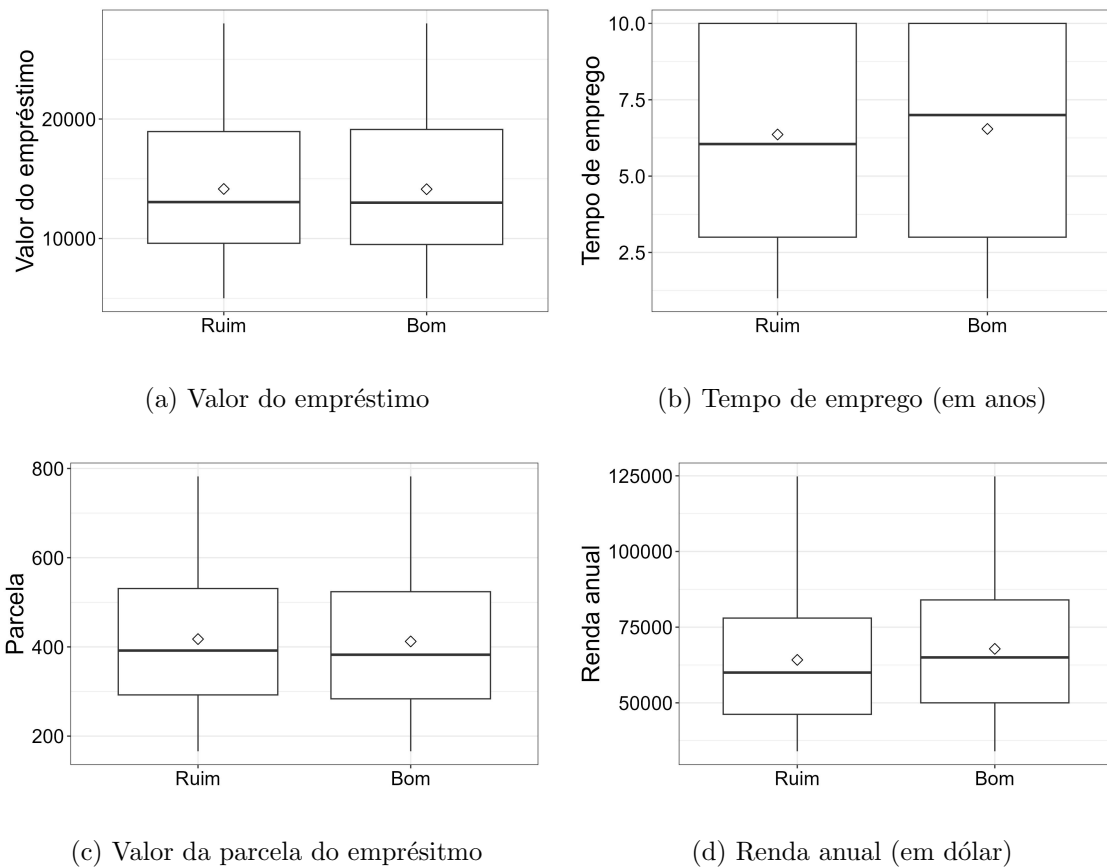 Valor do empréstimo
20000
10000
Ruim
Bom
(a) Valor do empréstimo
Tempo de emprego
10.0
7.5
5.0
2.5
Ruim
Bom
(b) Tempo de emprego (em anos)
Parcela
800
600
400
200
Ruim
Bom
(c) Valor da parcela do emprésitmo
Renda anual
125000
100000
75000
50000
Ruim
Bom
(d) Renda anual (em dólar)